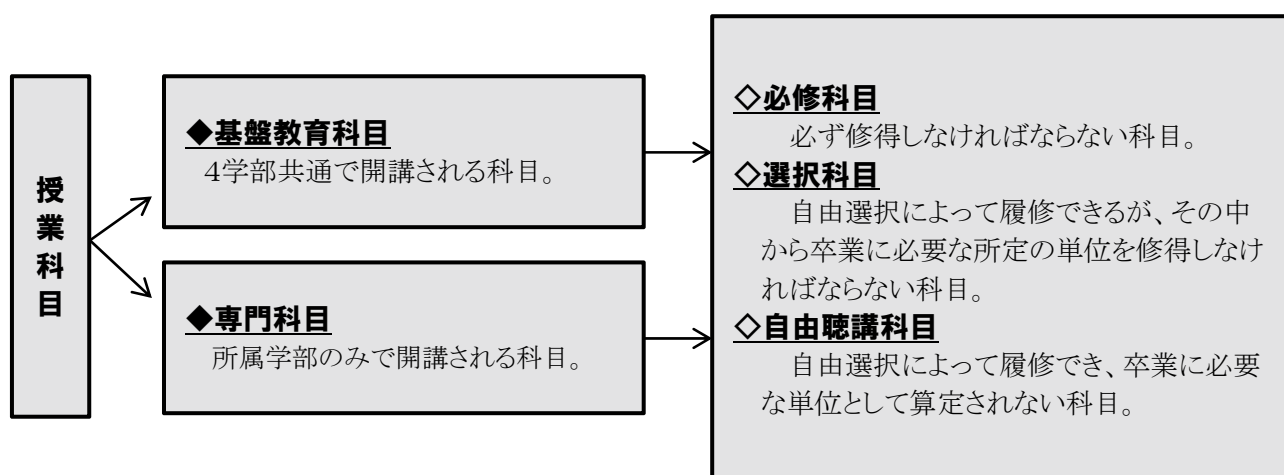 授業科目
◆基盤教育科目
4学部共通で開講される科目。
◆専門科目
所属学部のみで開講される科目。
◇必修科目
必ず修得しなければならない科目。
◇選択科目
自由選択によって履修できるが、その中
から卒業に必要な所定の単位を修得しなけ
ればならない科目。
◇自由聴講科目
自由選択によって履修でき、卒業に必要
な単位として算定されない科目。